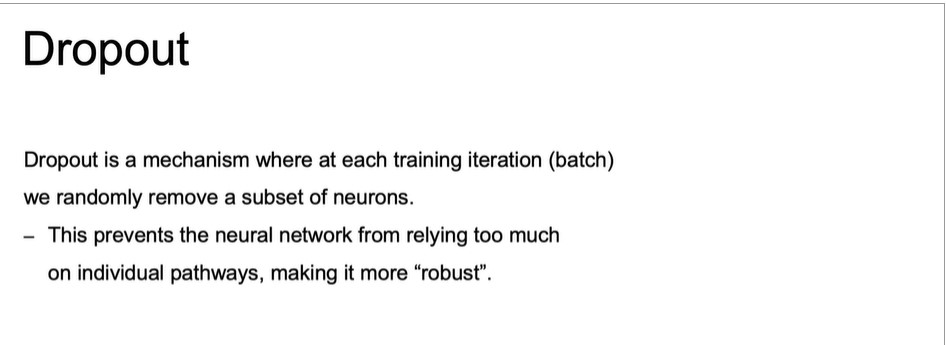 Dropout
Dropout is a mechanism where at each training iteration (batch)
we randomly remove a subset of neurons.
– This prevents the neural network from relying too much
on individual pathways, making it more “robust”.